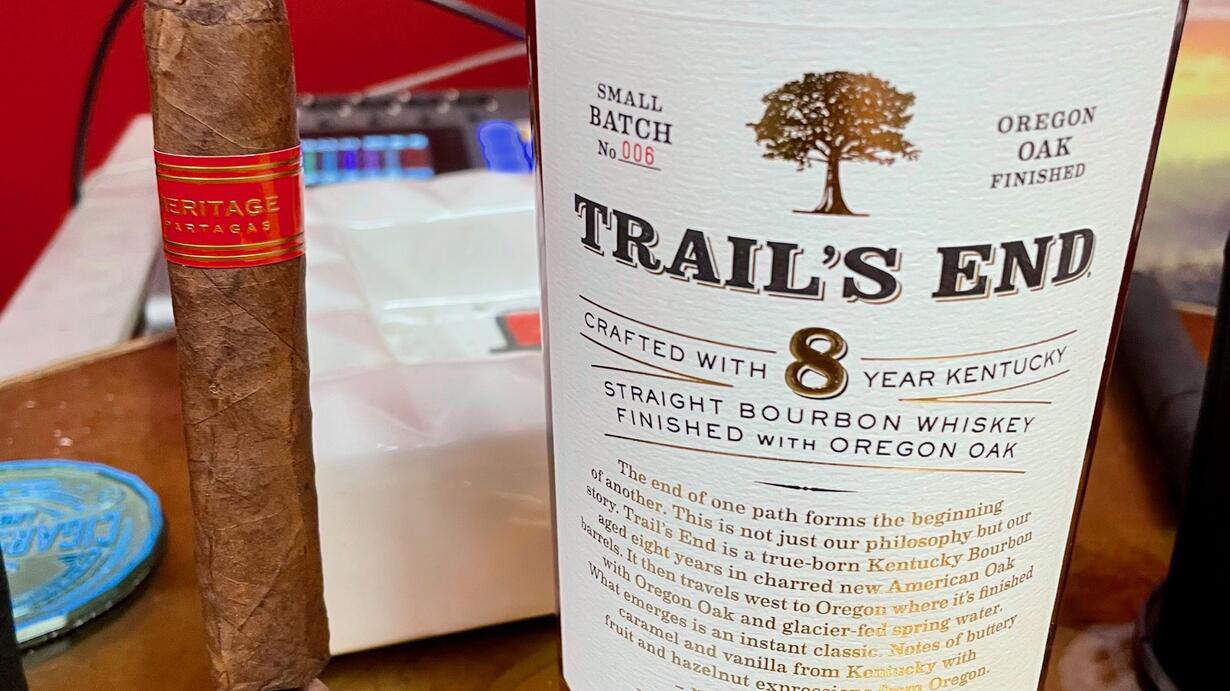 ERITAGE
PARTAGAS
SMALL
BATCH
No 006
OREGON
OAK
FINISHED
TRAIL'S END
CRAFTED WITH 8 YEAR KENTUCKY
STRAIGHT BOURBON WHISKEY
FINISHED WITH OREGON OAK
The end of one path forms the beginning
of another. This is not just our philosophy but our
story. Trail's End is a true-born Kentucky Bourbon
aged eight years in charred new American Oak
barrels. It then travels west to Oregon where it's finished
with Oregon Oak and glacier-fed spring water.
What emerges is an instant classic. Notes of buttery
caramel and vanilla from Kentucky with
fruit and hazelnut expressions from Oregon.
CIGAR